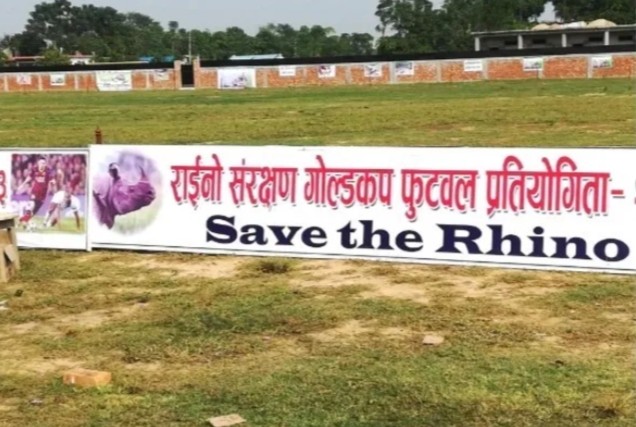 राईनो संरक्षण गोल्डकप फुटवल प्रतियोगिता-
Save the Rhino